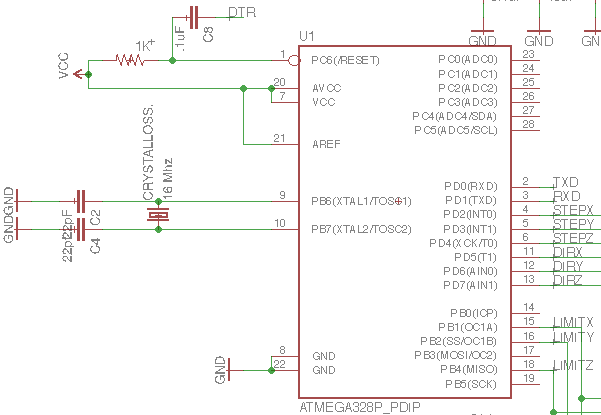 DTR
.1uF
C8
1K
VCC
U1
GND
GND
1
PC6(/RESET)
20
AVCC
7
VCC
21
AREF
CRYSTALLOSS.
16 Mhz
GND
22pF
C2
9
PB6(XTAL1/TOSC1)
GND
22pF
C4
10
PB7(XTAL2/TOSC2)
GND
8
GND
22
GND
PC0(ADC0)
23
PC1(ADC1)
24
PC2(ADC2)
25
PC3(ADC3)
26
PC4(ADC4/SDA)
27
PC5(ADC5/SCL)
28
PD0(RXD)
2
TXD
PD1(TXD)
3
RXD
PD2(INT0)
4
STEPX
PD3(INT1)
5
STEPY
PD4(XCK/T0)
6
STEPZ
PD5(T1)
11
DIRX
PD6(AIN0)
12
DIRY
PD7(AIN1)
13
DIRZ
PB0(ICP)
14
PB1(OC1A)
15
LIMITX
PB2(SS/OC1B)
16
LIMITY
PB3(MOSI/OC2)
17
PB4(MISO)
18
LIMITZ
PB5(SCK)
19
ATMEGA328P_PDIP